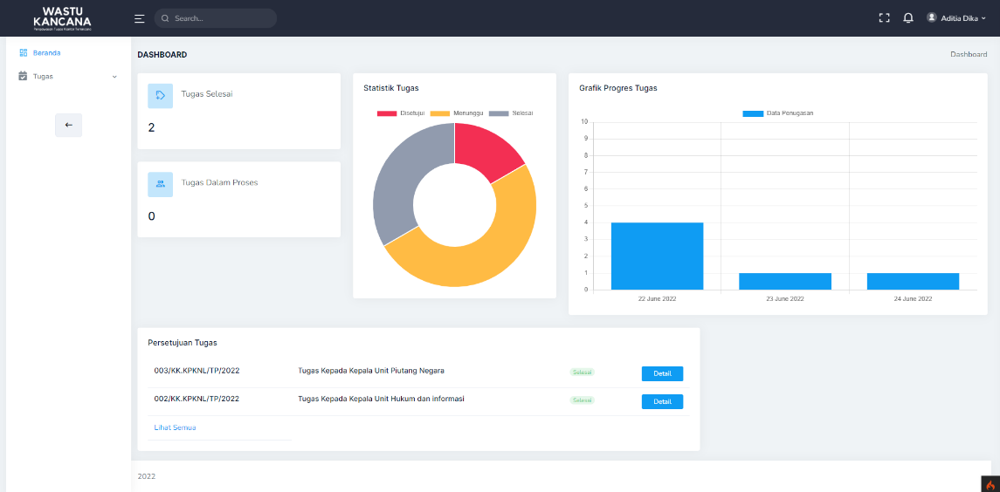 WASTU
KANCANA
Pengawasan Tugas Kantor Terencana
Search...
Aditia Dika
Beranda
Tugas
DASHBOARD
Dashboard
Tugas Selesai
2
Tugas Dalam Proses
0
Statistik Tugas
Disetujui Menunggu Selesai
Grafik Progres Tugas
Data Penugasan
10
9
8
7
6
5
4
3
2
1
0
22 June 2022 23 June 2022 24 June 2022
Persetujuan Tugas
003/KK.KPKNL/TP/2022 Tugas Kepada Kepala Unit Piutang Negara Selesai Detail
002/KK.KPKNL/TP/2022 Tugas Kepada Kepala Unit Hukum dan informasi Selesai Detail
Lihat Semua
2022